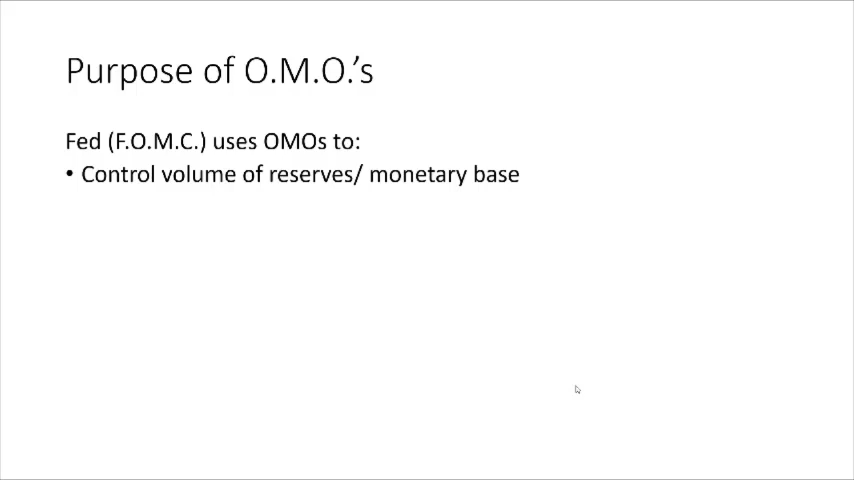 Purpose of O.M.O.'s
Fed (F.O.M.C.) uses OMOs to:
• Control volume of reserves/ monetary base